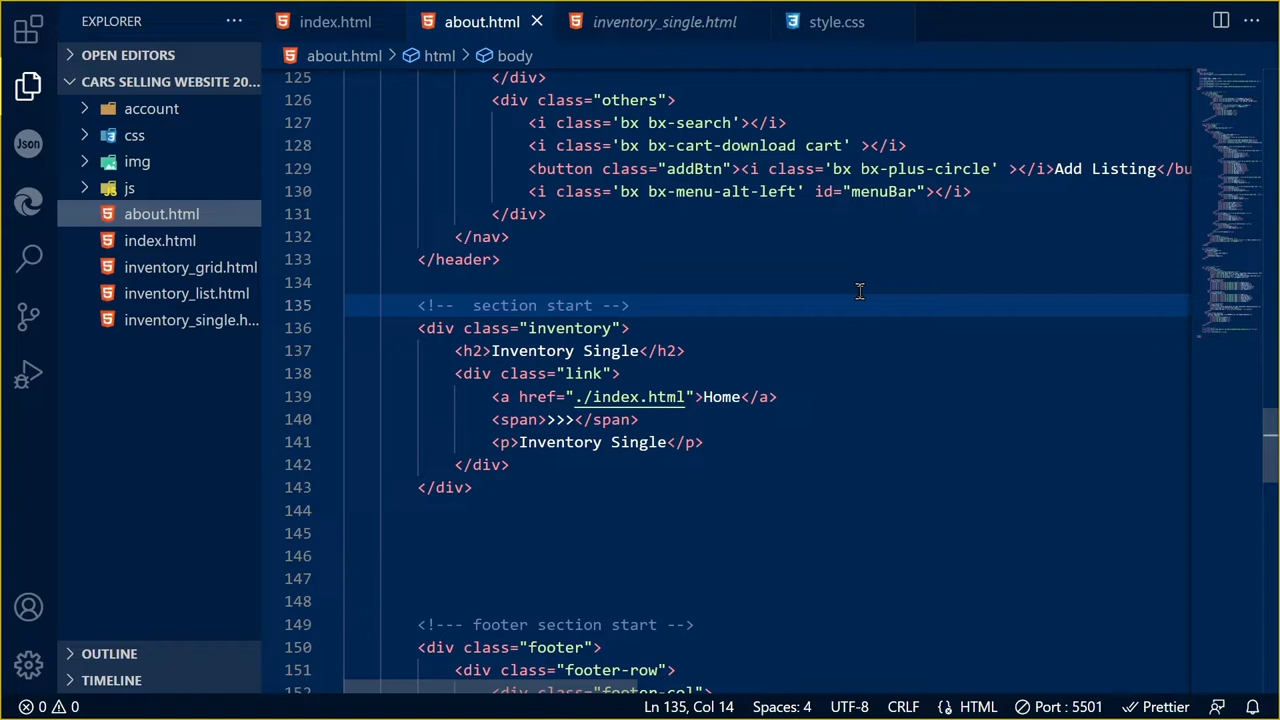 EXPLORER ···
index.html about.html inventory_single.html style.css ···
OPEN EDITORS
about.html > html > body
CARS SELLING WEBSITE 20...
account
css
img
js
about.html
index.html
inventory_grid.html
inventory_list.html
inventory_single.h...
OUTLINE
TIMELINE
Json
125 </div>
126 <div class="others">
127 <i class='bx bx-search'></i>
128 <i class='bx bx-cart-download cart' ></i>
129 <button class="addBtn"><i class='bx bx-plus-circle' ></i>Add Listing</bu
130 <i class='bx bx-menu-alt-left' id="menuBar"></i>
131 </div>
132 </nav>
133 </header>
134
135 <!--  section start -->
136 <div class="inventory">
137 <h2>Inventory Single</h2>
138 <div class="link">
139 <a href="./index.html">Home</a>
140 <span>>>></span>
141 <p>Inventory Single</p>
142 </div>
143 </div>
144
145
146
147
148
149 <!--- footer section start -->
150 <div class="footer">
151 <div class="footer-row">
152 <div class="footer-col">
0 0 Ln 135, Col 14 Spaces: 4 UTF-8 CRLF HTML Port : 5501 Prettier